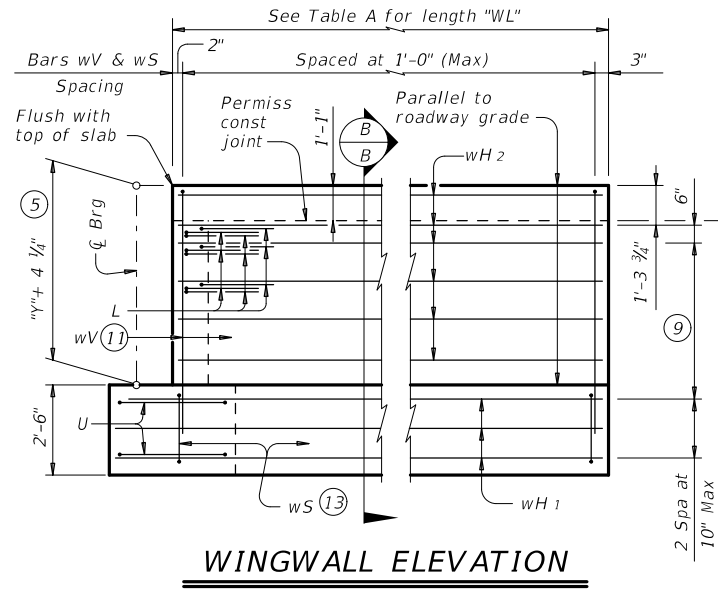 See Table A for length "WL"
2"
Bars wV & wS
Spacing
Spaced at 1'-0" (Max)
3"
Flush with
top of slab
Permiss
const
joint
1'-1"
B
B
Parallel to
roadway grade
wH 2
5
℄ Brg
"Y"+ 4 1/4"
6"
1'-3 3/4"
L
wV 11
9
2'-6"
U
wS 13
wH 1
2 Spa at
10" Max
WINGWALL ELEVATION